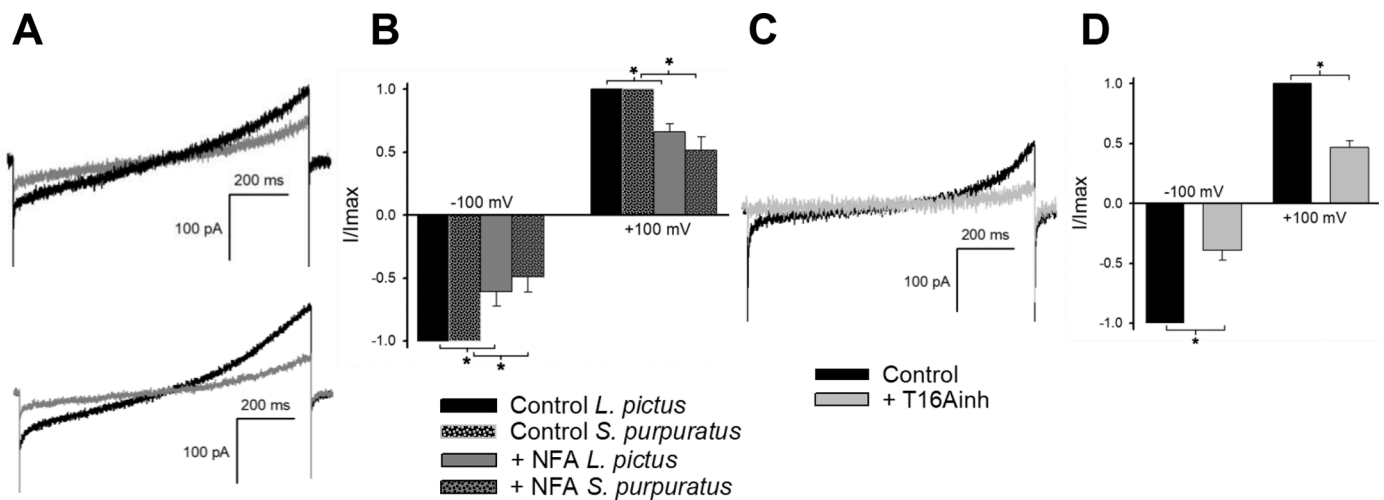 A
200 ms
100 pA
200 ms
100 pA
B
* *
1.0
0.5
0.0
-0.5
-1.0
I/Imax
-100 mV
+100 mV
* *
Control L. pictus
Control S. purpuratus
+ NFA L. pictus
+ NFA S. purpuratus
C
200 ms
100 pA
Control
+ T16Ainh
D
*
1.0
0.5
0.0
-0.5
-1.0
I/Imax
-100 mV
+100 mV
*